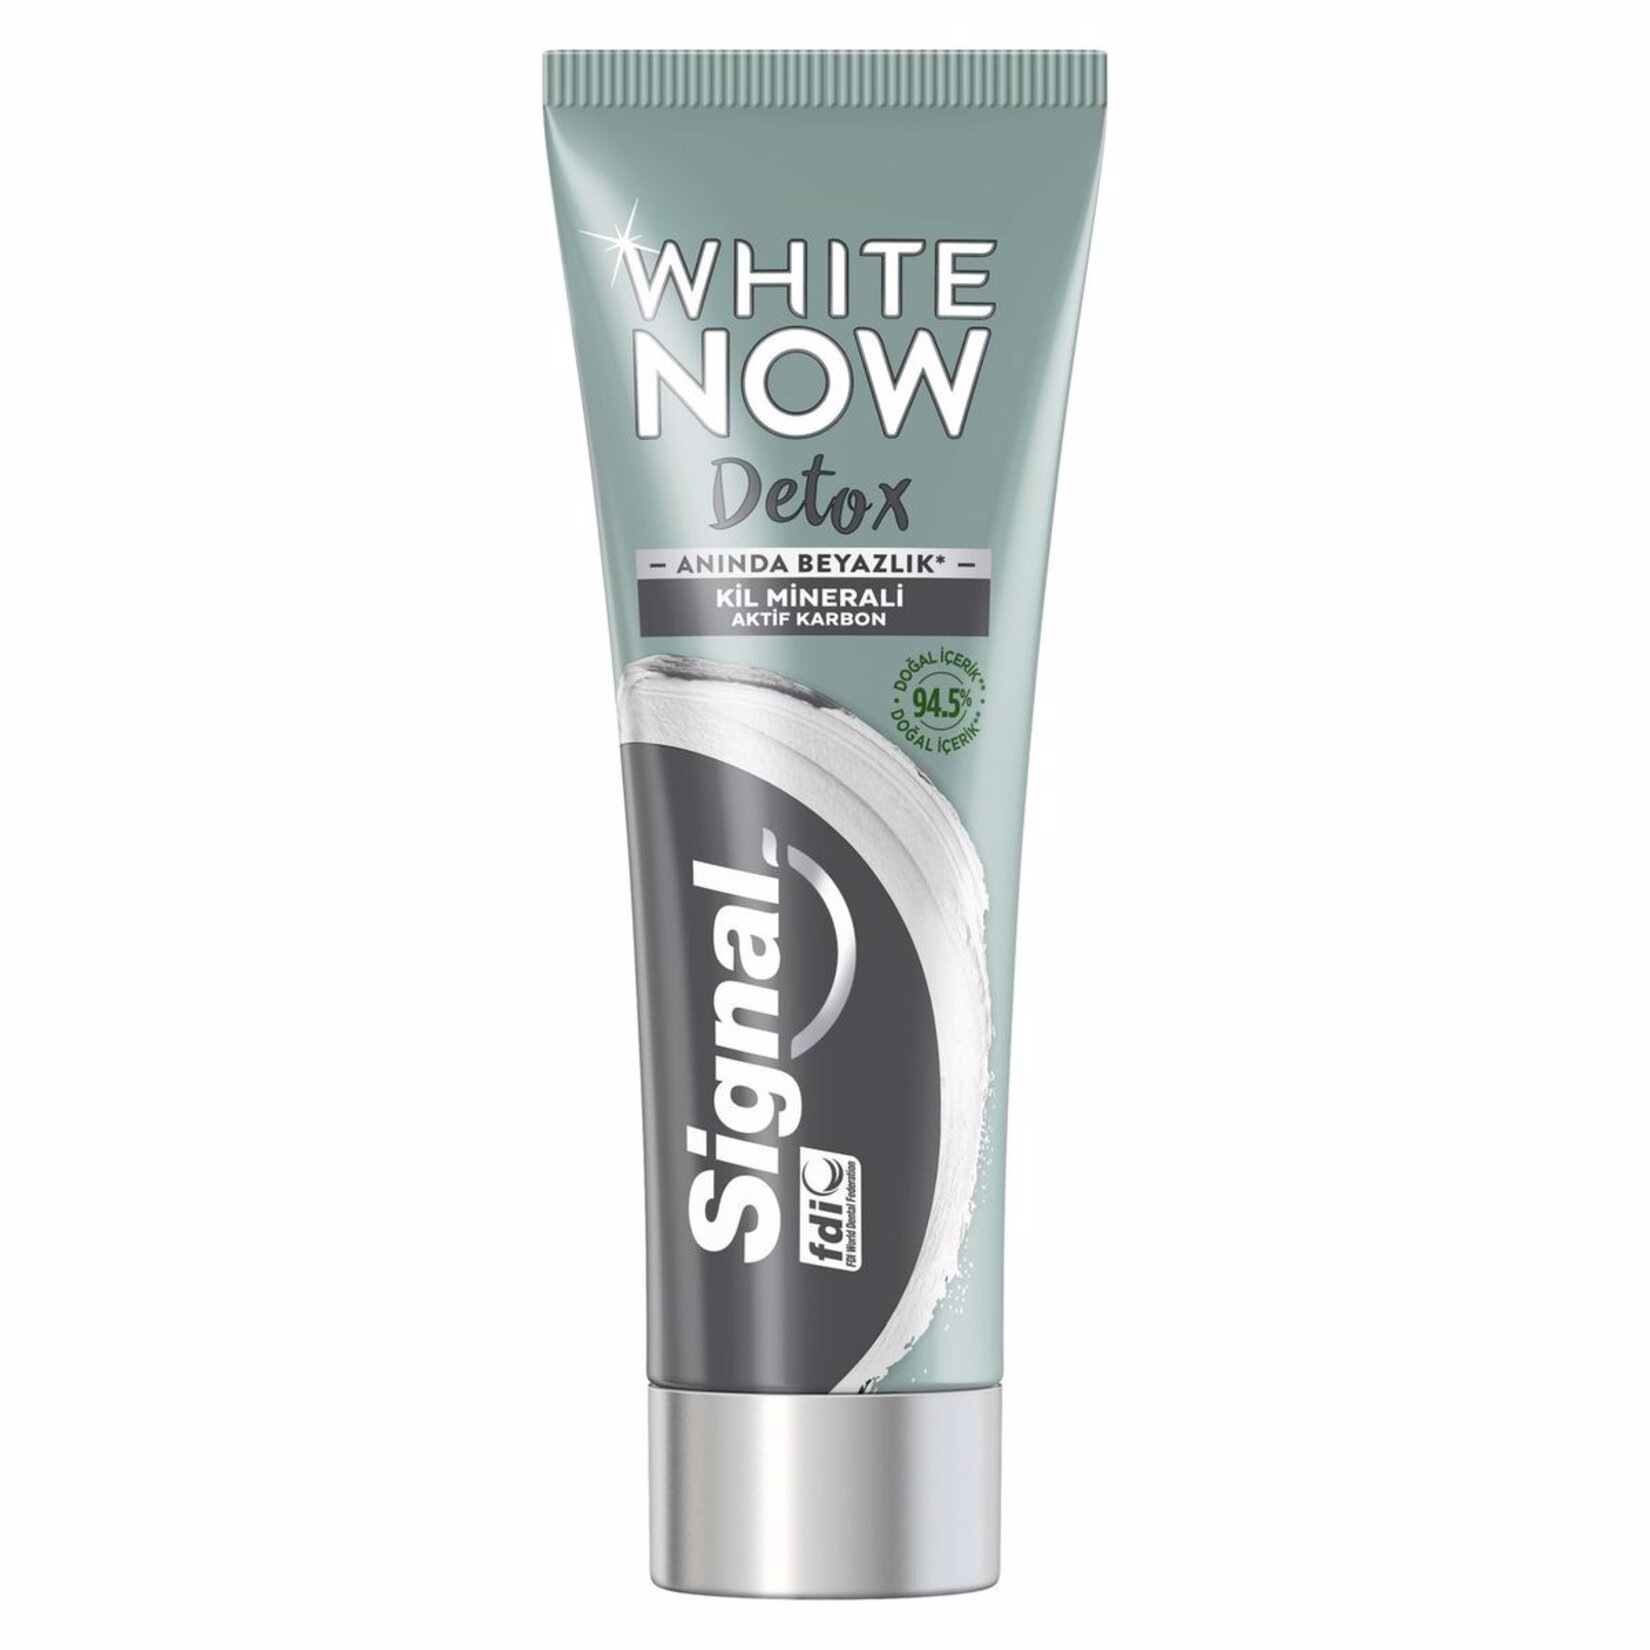 WHITE
NOW
Detox
– ANINDA BEYAZLIK* –
KİL MİNERALİ
AKTİF KARBON
• DOĞAL İÇERİK** •
94.5%
DOĞAL İÇERİK**
Signal
fdi
FDI World Dental Federation